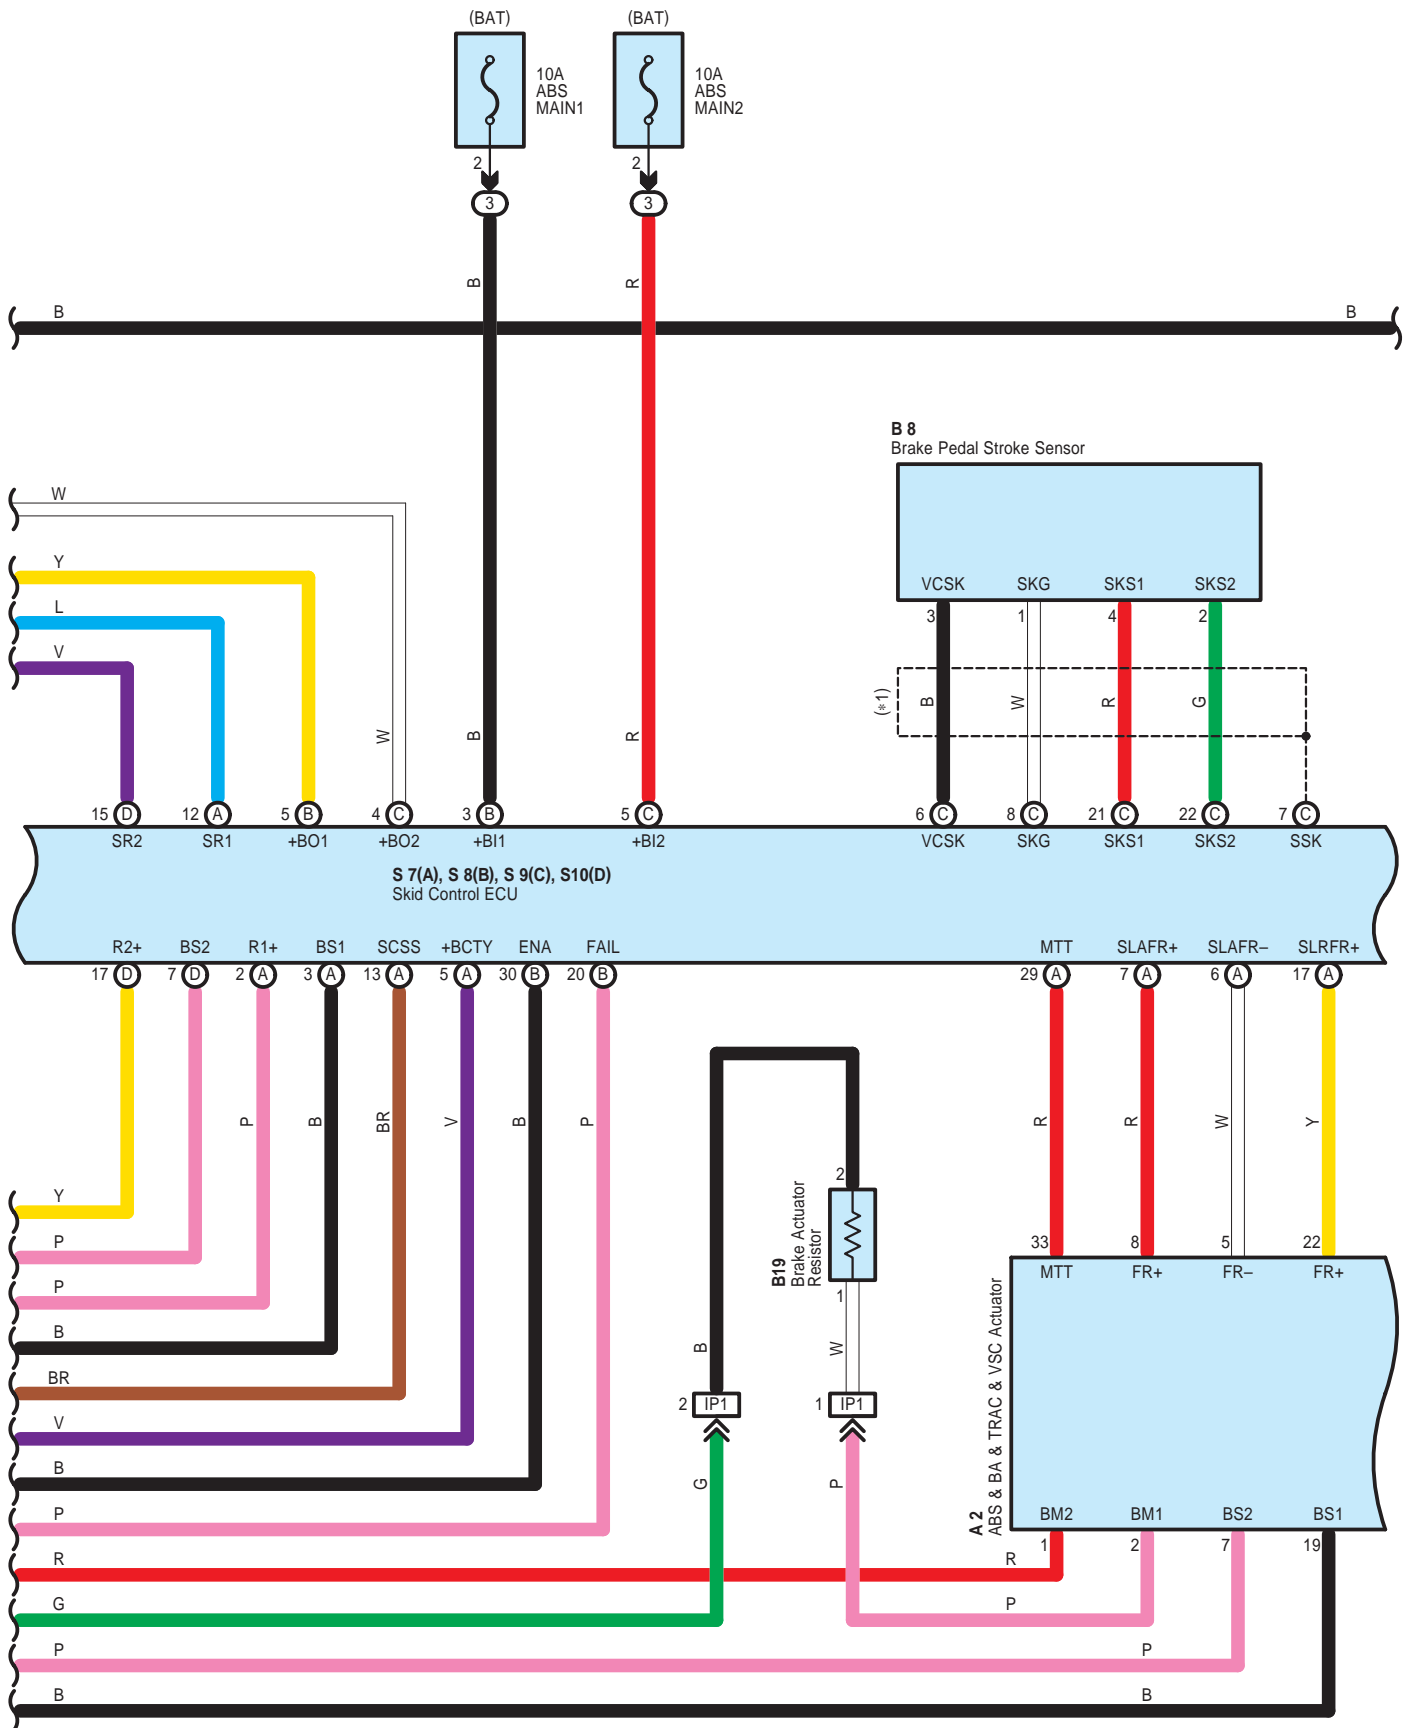 (BAT)
(BAT)
10A
ABS
MAIN1
10A
ABS
MAIN2
2
2
3
3
B
R
B
B
B 8
Brake Pedal Stroke Sensor
W
Y
L
V
VCSK
SKG
SKS1
SKS2
3
1
4
2
(*1)
B
W
R
G
W
B
R
15 D
12 A
5 B
4 C
3 B
5 C
6 C
8 C
21 C
22 C
7 C
SR2
SR1
+BO1
+BO2
+BI1
+BI2
VCSK
SKG
SKS1
SKS2
SSK
S 7(A), S 8(B), S 9(C), S10(D)
Skid Control ECU
R2+
BS2
R1+
BS1
SCSS
+BCTY
ENA
FAIL
MTT
SLAFR+
SLAFR–
SLRFR+
17 D
7 D
2 A
3 A
13 A
5 A
30 B
20 B
29 A
7 A
6 A
17 A
P
B
BR
V
B
P
R
R
W
Y
2
B19
Brake Actuator
Resistor
1
33
8
5
22
MTT
FR+
FR–
FR+
A 2
ABS & BA & TRAC & VSC Actuator
Y
P
P
B
BR
V
B
P
R
G
P
B
B
W
2 IP1
1 IP1
G
P
BM2
BM1
BS2
BS1
1
2
7
19
R
P
P
B